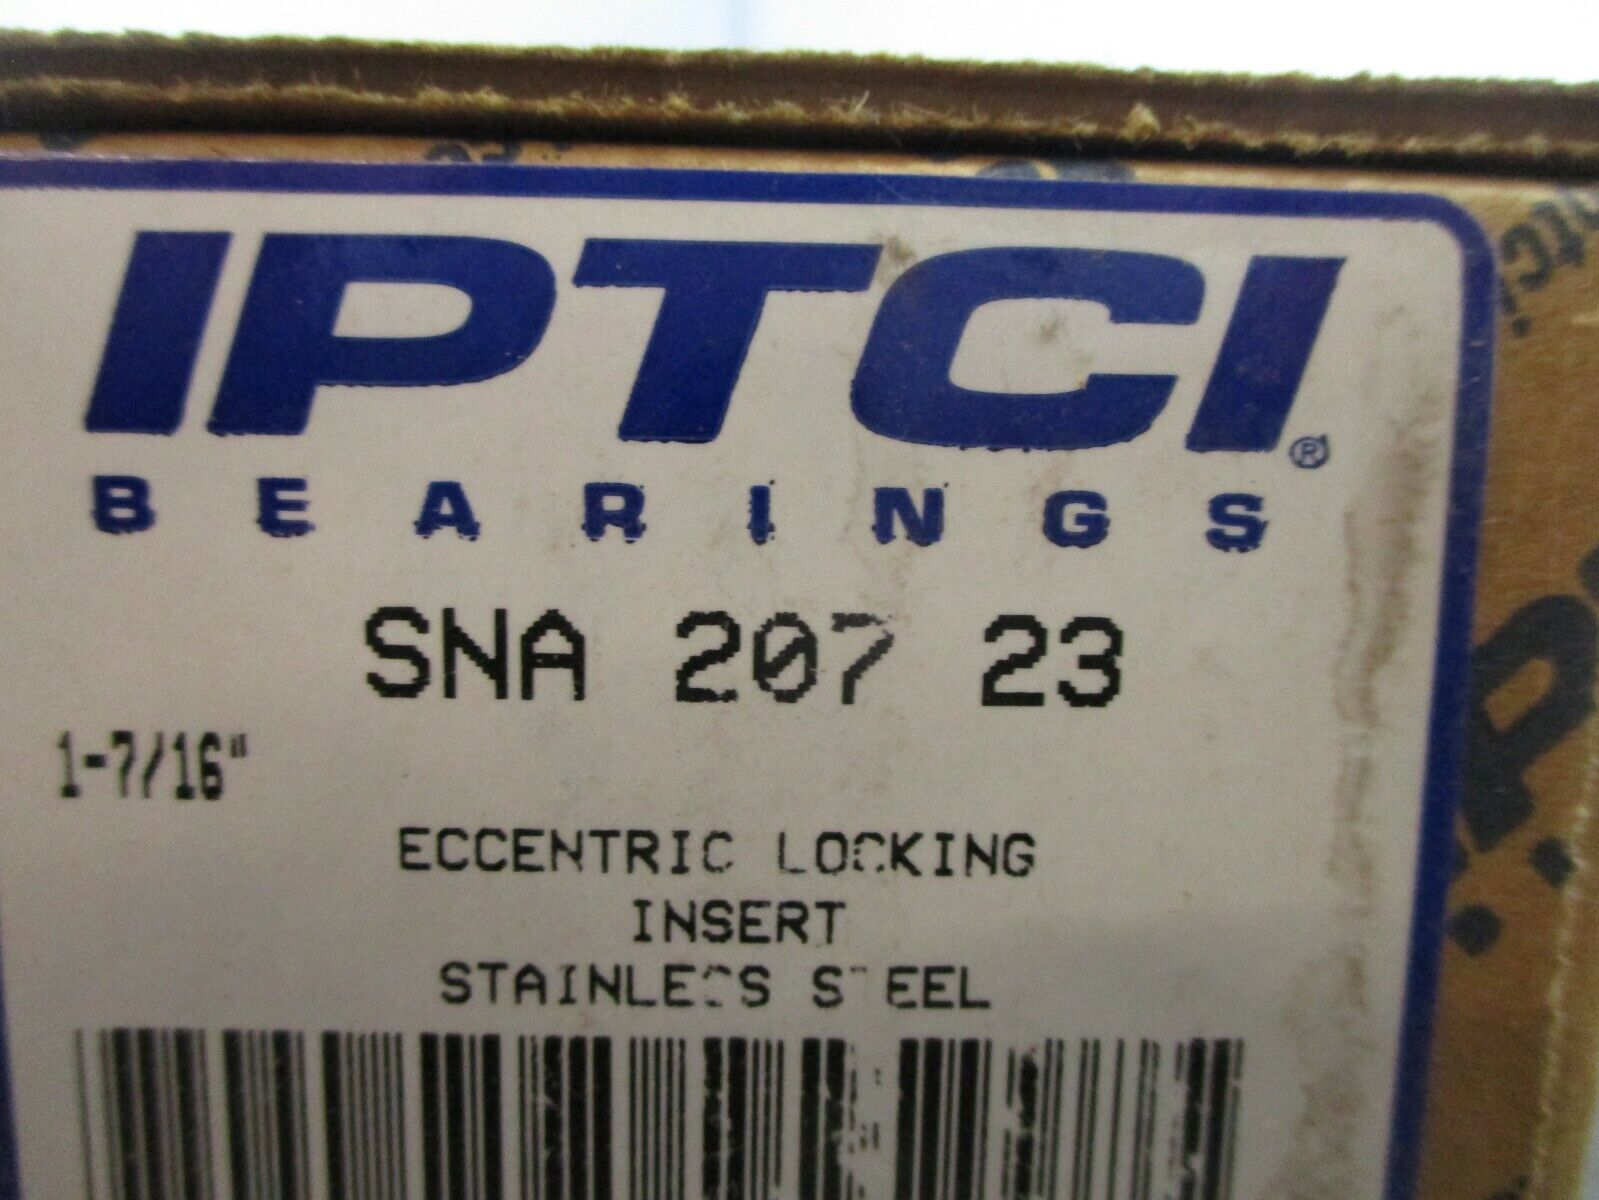 IPTCI®
BEARINGS
SNA 207 23
1-7/16"
ECCENTRIC LOCKING
INSERT
STAINLESS STEEL